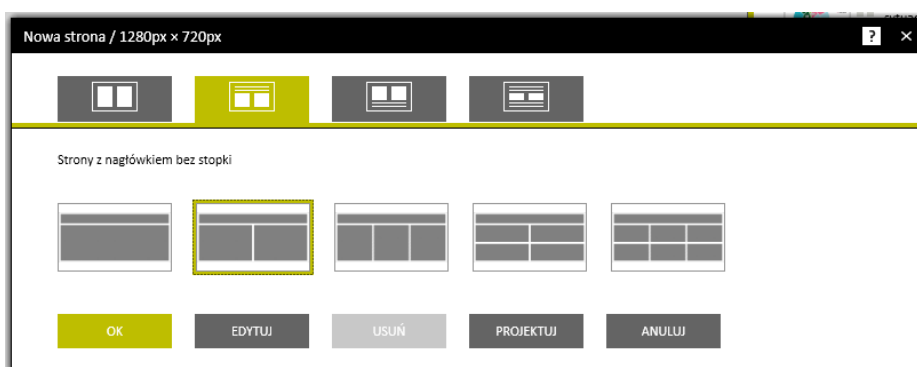 Nowa strona / 1280px × 720px ? ×
Strony z nagłówkiem bez stopki
OK EDYTUJ USUŃ PROJEKTUJ ANULUJ